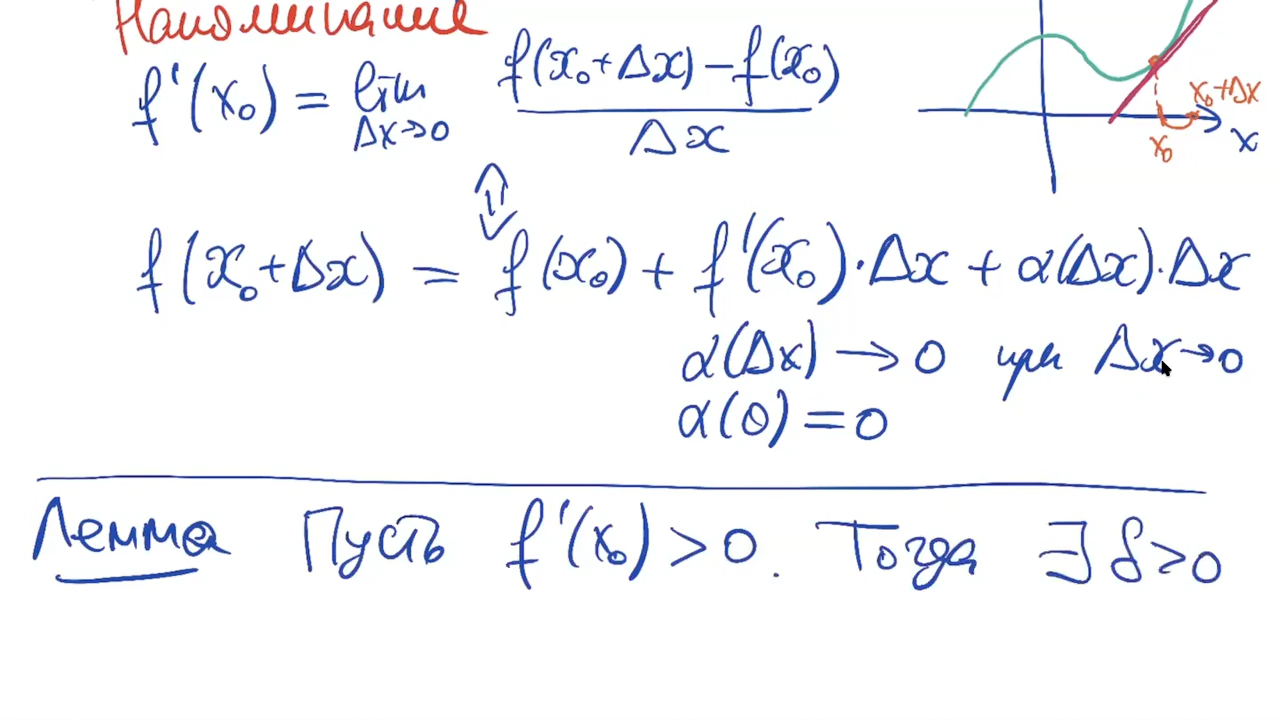 Напоминание
f'(x₀) = lim Δx→0 (f(x₀+Δx) − f(x₀)) / Δx
x₀+Δx
x₀
x
⇕
f(x₀+Δx) = f(x₀) + f'(x₀)·Δx + α(Δx)·Δx
α(Δx) → 0 при Δx→0
α(0) = 0
Лемма Пусть f'(x₀) > 0. Тогда ∃ δ>0